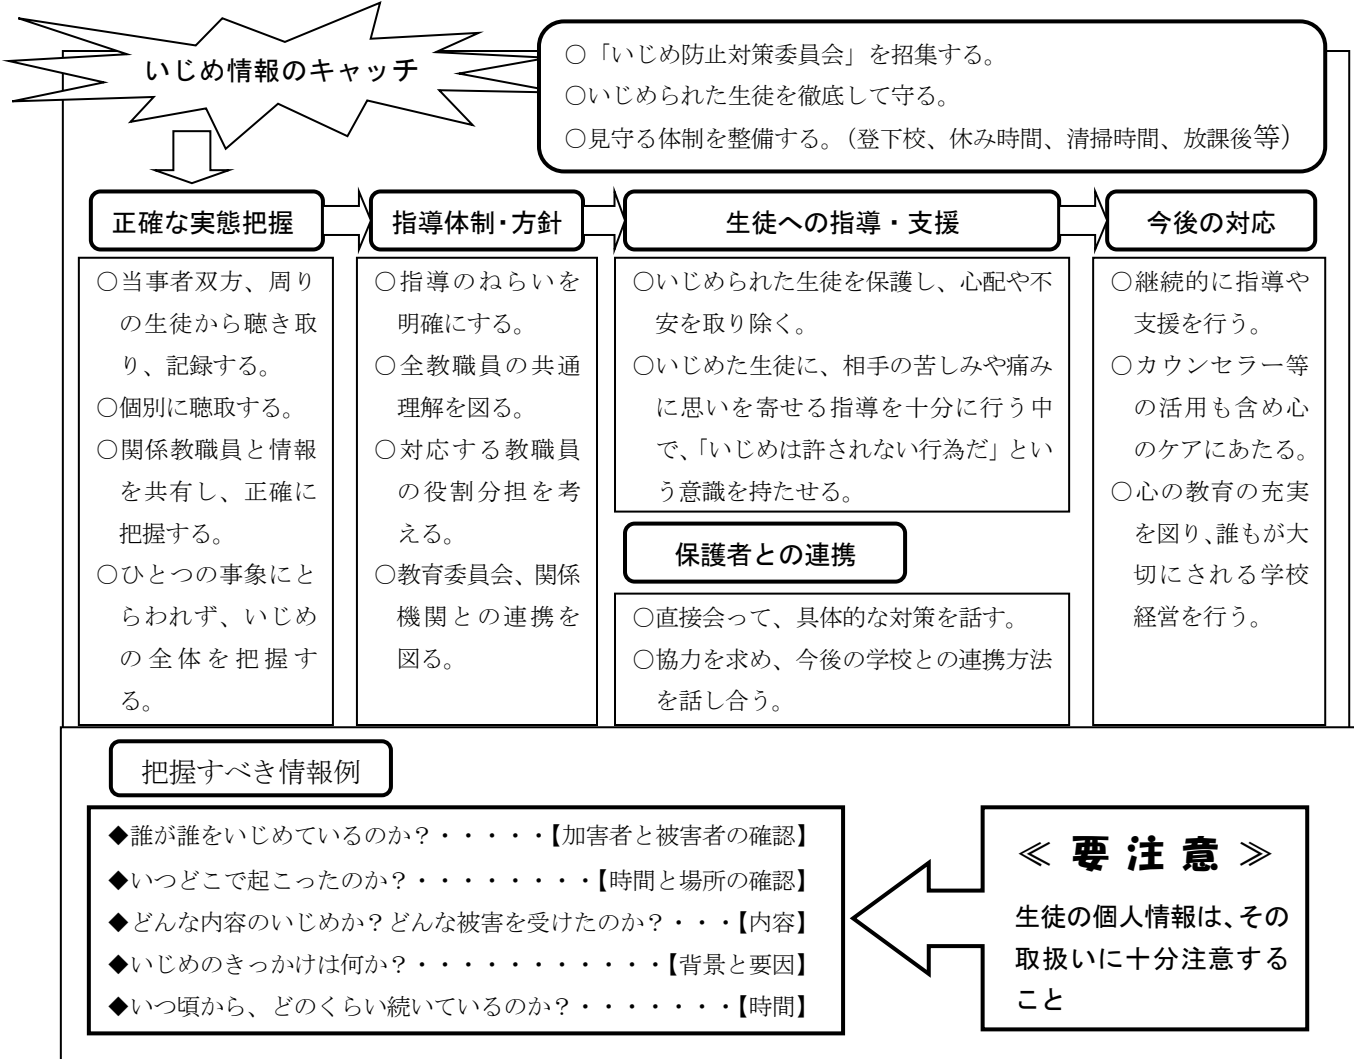 いじめ情報のキャッチ
○「いじめ防止対策委員会」を招集する。
○いじめられた生徒を徹底して守る。
○見守る体制を整備する。（登下校、休み時間、清掃時間、放課後等）
正確な実態把握
○当事者双方、周り
の生徒から聴き取
り、記録する。
○個別に聴取する。
○関係教職員と情報
を共有し、正確に
把握する。
○ひとつの事象にと
らわれず、いじめ
の全体を把握す
る。
指導体制・方針
○指導のねらいを
明確にする。
○全教職員の共通
理解を図る。
○対応する教職員
の役割分担を考
える。
○教育委員会、関係
機関との連携を
図る。
生徒への指導・支援
○いじめられた生徒を保護し、心配や不
安を取り除く。
○いじめた生徒に、相手の苦しみや痛み
に思いを寄せる指導を十分に行う中
で、「いじめは許されない行為だ」とい
う意識を持たせる。
保護者との連携
○直接会って、具体的な対策を話す。
○協力を求め、今後の学校との連携方法
を話し合う。
今後の対応
○継続的に指導や
支援を行う。
○カウンセラー等
の活用も含め心
のケアにあたる。
○心の教育の充実
を図り、誰もが大
切にされる学校
経営を行う。
把握すべき情報例
◆誰が誰をいじめているのか？・・・・・【加害者と被害者の確認】
◆いつどこで起こったのか？・・・・・・・・【時間と場所の確認】
◆どんな内容のいじめか？どんな被害を受けたのか？・・・【内容】
◆いじめのきっかけは何か？・・・・・・・・・・・【背景と要因】
◆いつ頃から、どのくらい続いているのか？・・・・・・・【時間】
≪ 要 注 意 ≫
生徒の個人情報は、その
取扱いに十分注意する
こと